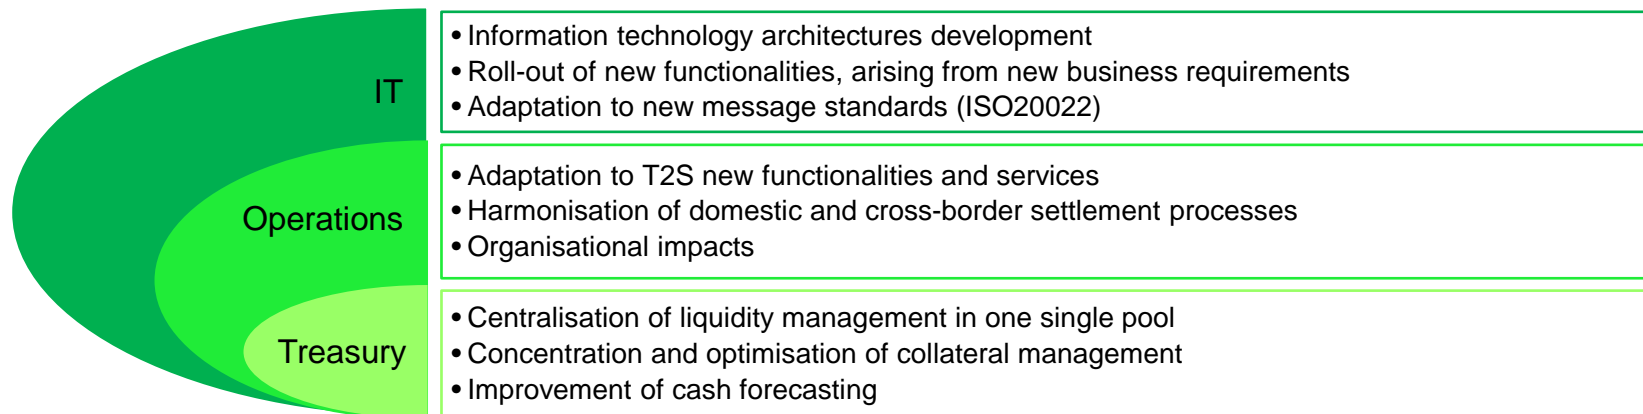 IT
• Information technology architectures development
• Roll-out of new functionalities, arising from new business requirements
• Adaptation to new message standards (ISO20022)
Operations
• Adaptation to T2S new functionalities and services
• Harmonisation of domestic and cross-border settlement processes
• Organisational impacts
Treasury
• Centralisation of liquidity management in one single pool
• Concentration and optimisation of collateral management
• Improvement of cash forecasting